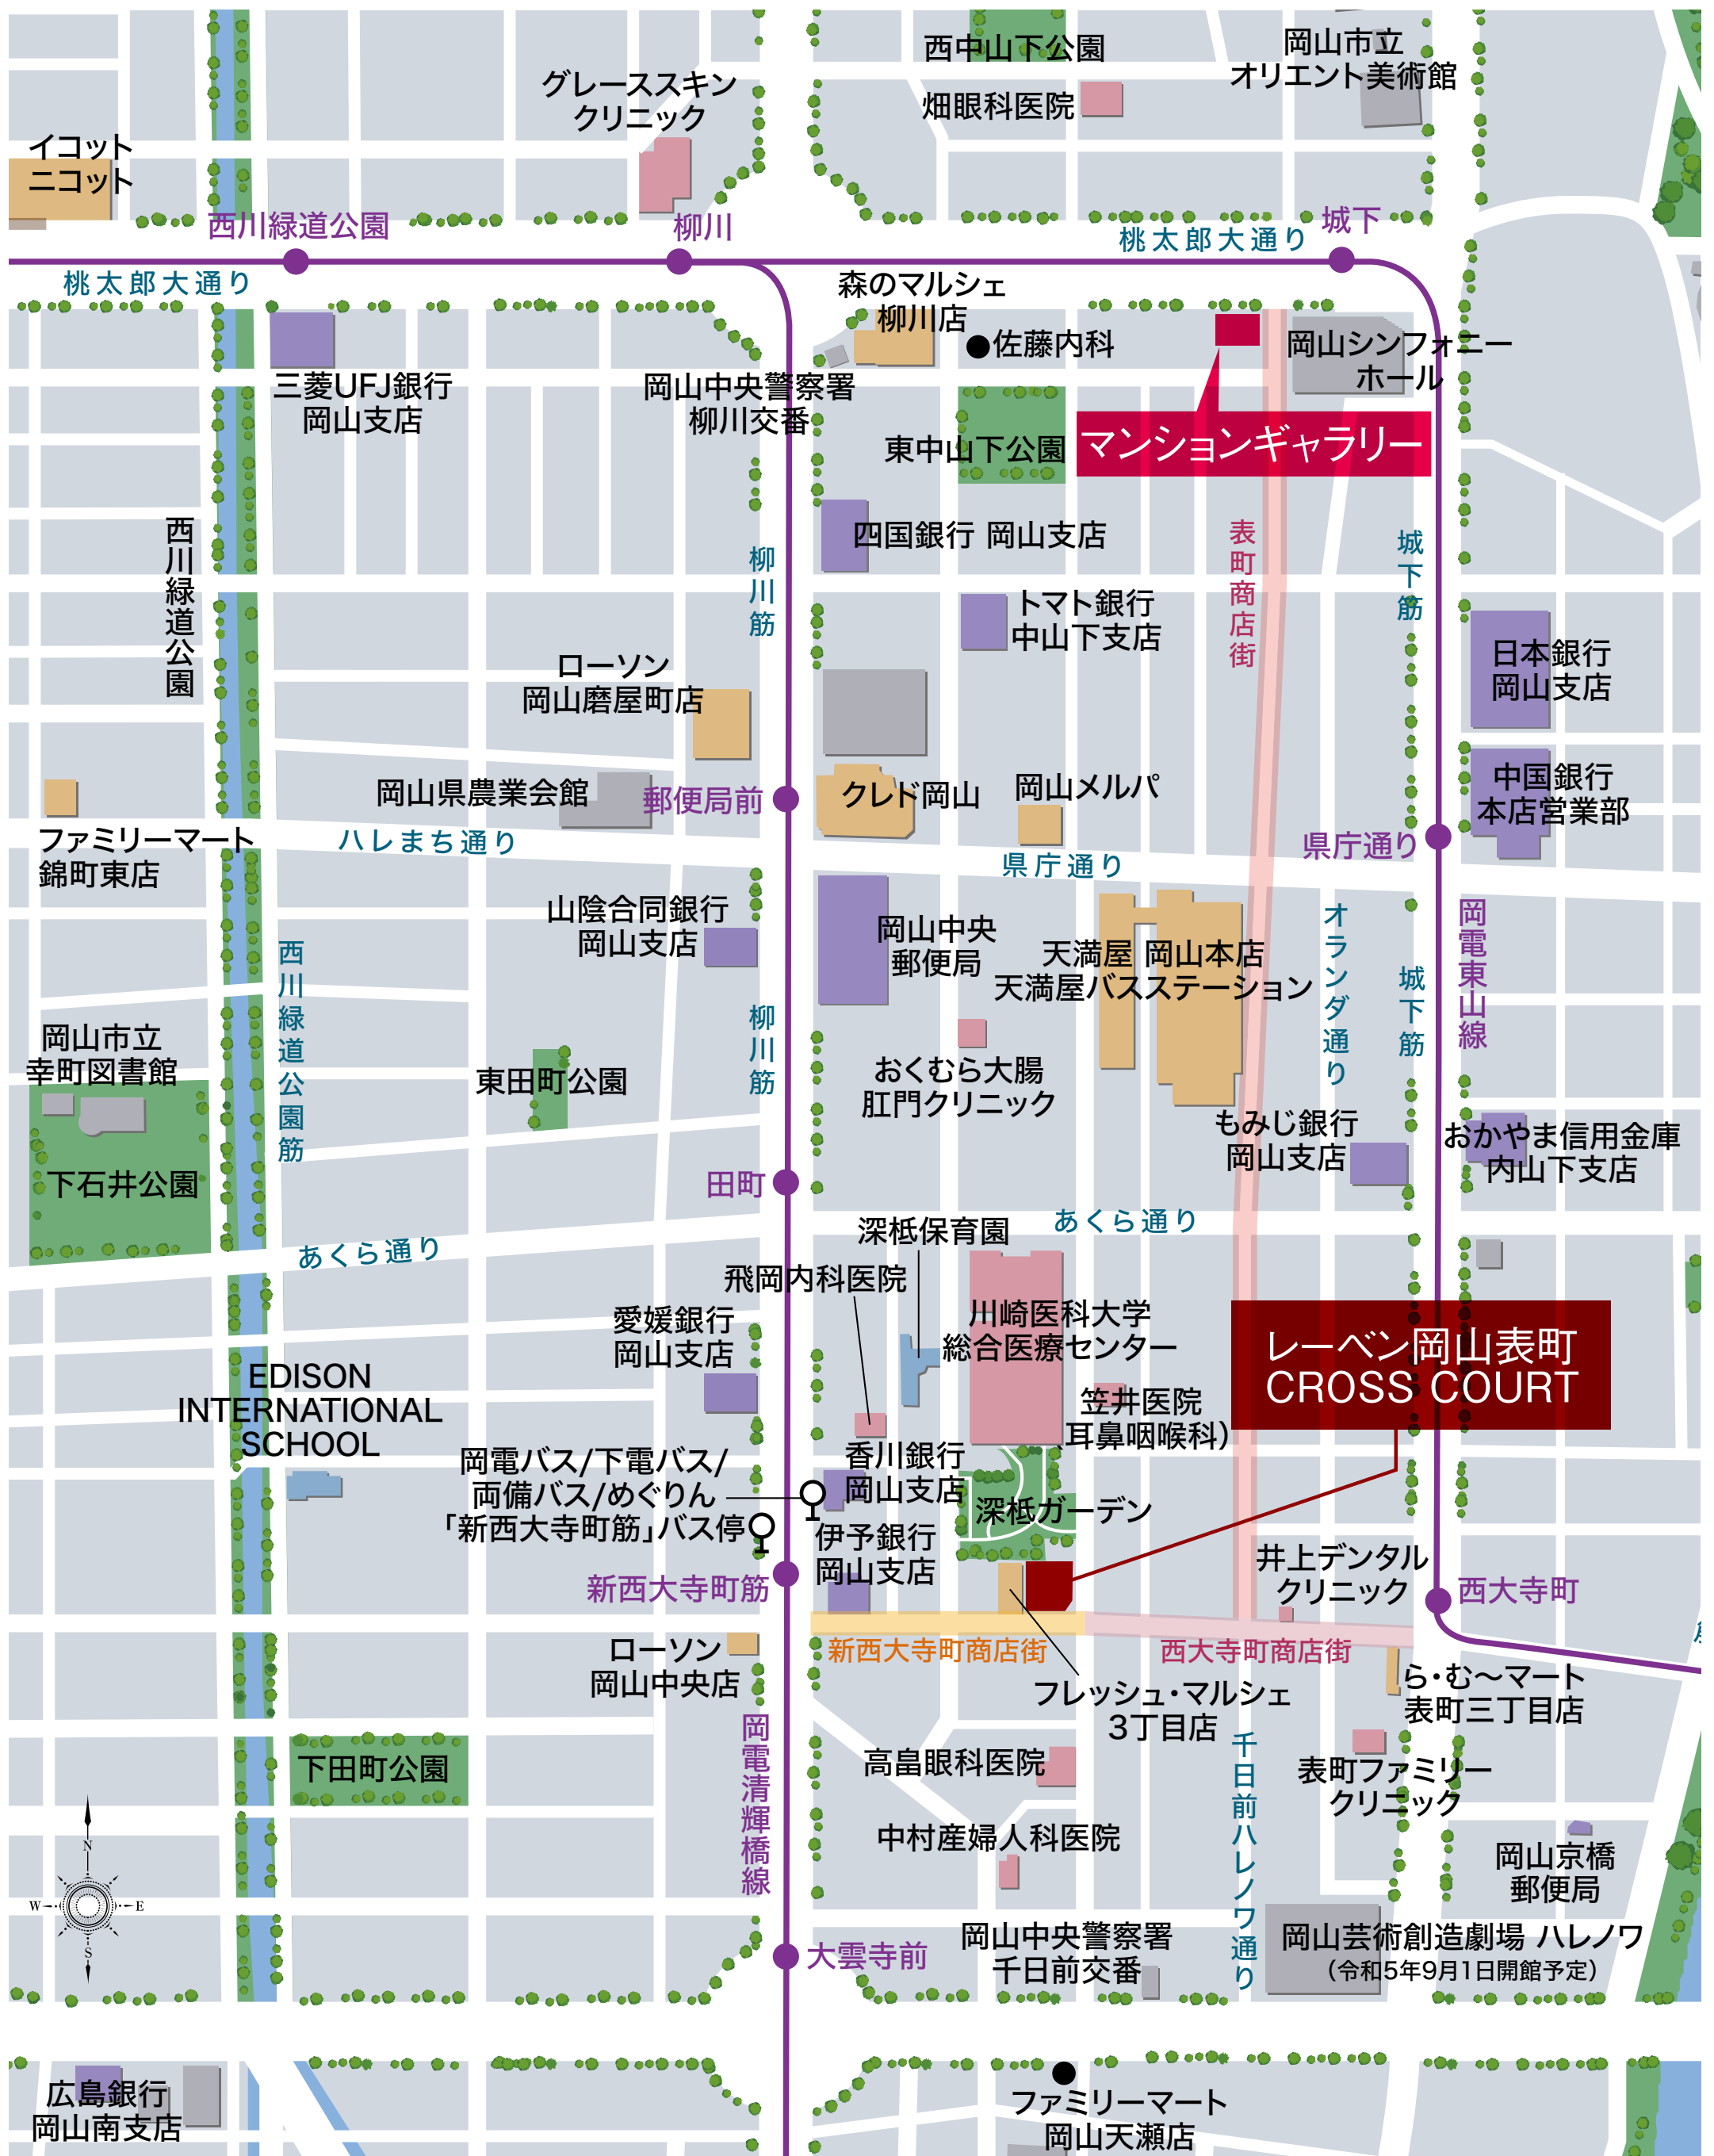 西中山下公園
岡山市立
オリエント美術館
グレーススキン
クリニック
畑眼科医院
イコット
ニコット
西川緑道公園
柳川
城下
桃太郎大通り
桃太郎大通り
森のマルシェ
柳川店
佐藤内科
岡山シンフォニー
ホール
三菱UFJ銀行
岡山支店
岡山中央警察署
柳川交番
東中山下公園
マンションギャラリー
四国銀行 岡山支店
西川緑道公園
柳川筋
表町商店街
城下筋
トマト銀行
中山下支店
日本銀行
岡山支店
ローソン
岡山磨屋町店
岡山県農業会館
郵便局前
クレド岡山
岡山メルパ
中国銀行
本店営業部
ファミリーマート
錦町東店
ハレまち通り
県庁通り
県庁通り
山陰合同銀行
岡山支店
岡山中央
郵便局
天満屋 岡山本店
天満屋バスステーション
オランダ通り
城下筋
岡電東山線
西川緑道公園筋
柳川筋
岡山市立
幸町図書館
東田町公園
おくむら大腸
肛門クリニック
もみじ銀行
岡山支店
おかやま信用金庫
内山下支店
下石井公園
田町
あくら通り
あくら通り
深柢保育園
飛岡内科医院
愛媛銀行
岡山支店
川崎医科大学
総合医療センター
レーベン岡山表町
CROSS COURT
EDISON
INTERNATIONAL
SCHOOL
笠井医院
（耳鼻咽喉科）
岡電バス/下電バス/
両備バス/めぐりん
「新西大寺町筋」バス停
香川銀行
岡山支店
深柢ガーデン
伊予銀行
岡山支店
井上デンタル
クリニック
新西大寺町筋
西大寺町
新西大寺町商店街
西大寺町商店街
ローソン
岡山中央店
フレッシュ・マルシェ
3丁目店
ら・む～マート
表町三丁目店
岡電清輝橋線
千日前ハレノワ通り
下田町公園
高畠眼科医院
表町ファミリー
クリニック
中村産婦人科医院
岡山京橋
郵便局
N
W
E
S
大雲寺前
岡山中央警察署
千日前交番
岡山芸術創造劇場 ハレノワ
（令和5年9月1日開館予定）
広島銀行
岡山南支店
ファミリーマート
岡山天瀬店